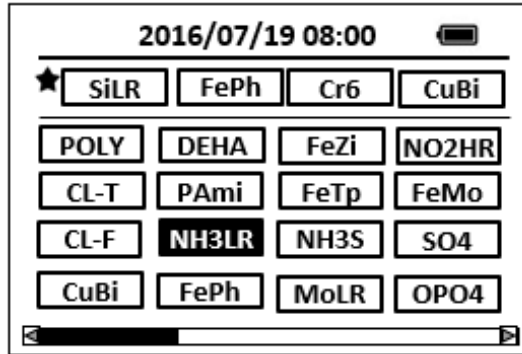 2016/07/19 08:00
SiLR FePh Cr6 CuBi
POLY DEHA FeZi NO2HR
CL-T PAmi FeTp FeMo
CL-F NH3LR NH3S SO4
CuBi FePh MoLR OPO4